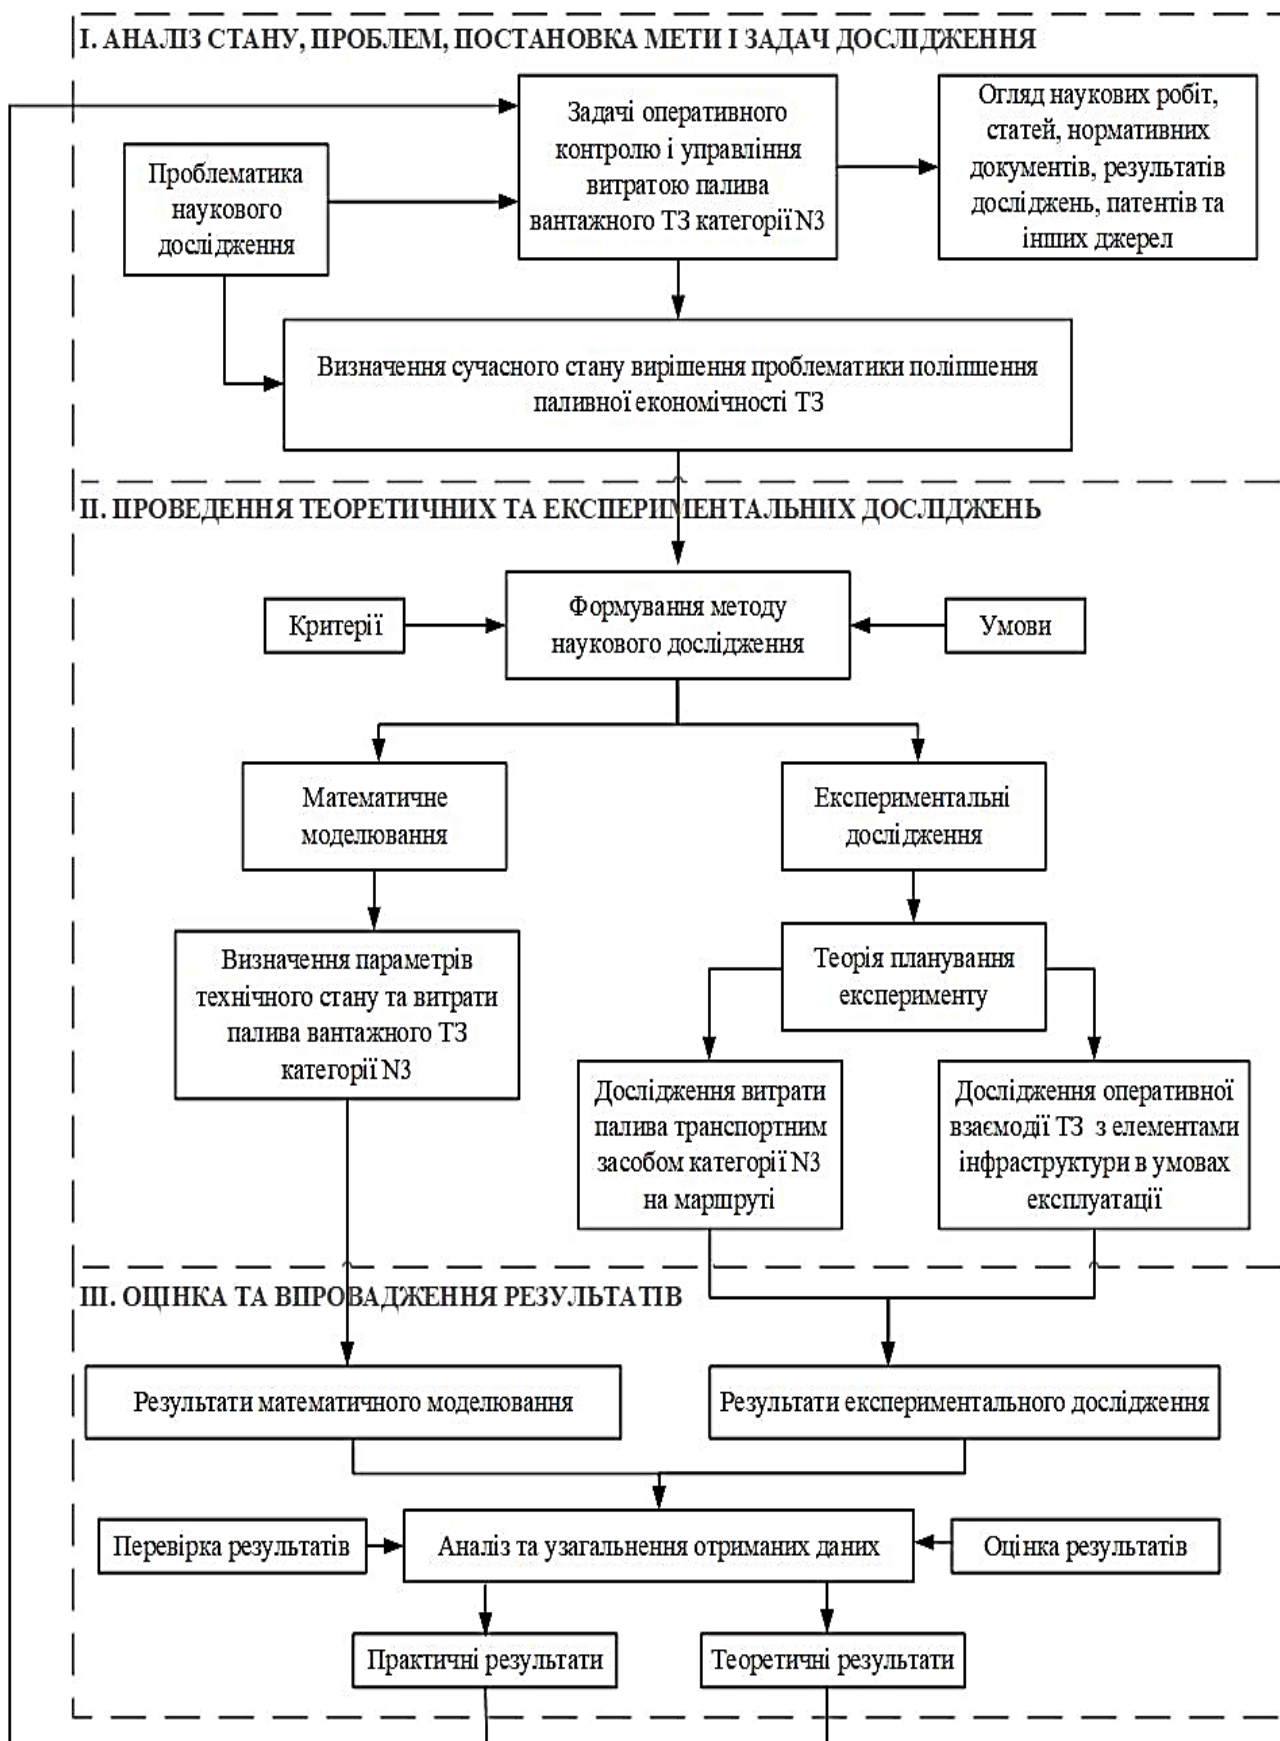 І. АНАЛІЗ СТАНУ, ПРОБЛЕМ, ПОСТАНОВКА МЕТИ І ЗАДАЧ ДОСЛІДЖЕННЯ
Проблематика
наукового
дослідження
Задачі оперативного
контролю і управління
витратою палива
вантажного ТЗ категорії N3
Огляд наукових робіт,
статей, нормативних
документів, результатів
досліджень, патентів та
інших джерел
Визначення сучасного стану вирішення проблематики поліпшення
паливної економічності ТЗ
ІІ. ПРОВЕДЕННЯ ТЕОРЕТИЧНИХ ТА ЕКСПЕРИМЕНТАЛЬНИХ ДОСЛІДЖЕНЬ
Критерії
Формування методу
наукового дослідження
Умови
Математичне
моделювання
Експериментальні
дослідження
Визначення параметрів
технічного стану та витрати
палива вантажного ТЗ
категорії N3
Теорія планування
експерименту
Дослідження витрати
палива транспортним
засобом категорії N3
на маршруті
Дослідження оперативної
взаємодії ТЗ з елементами
інфраструктури в умовах
експлуатації
ІІІ. ОЦІНКА ТА ВПРОВАДЖЕННЯ РЕЗУЛЬТАТІВ
Результати математичного моделювання
Результати експериментального дослідження
Перевірка результатів
Аналіз та узагальнення отриманих даних
Оцінка результатів
Практичні результати
Теоретичні результати